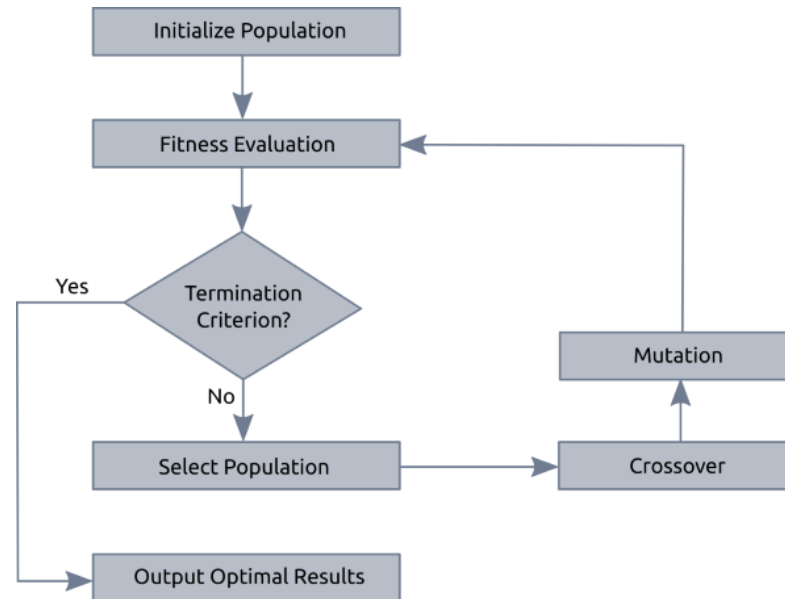 Initialize Population
Fitness Evaluation
Yes
Termination
Criterion?
Mutation
No
Select Population
Crossover
Output Optimal Results